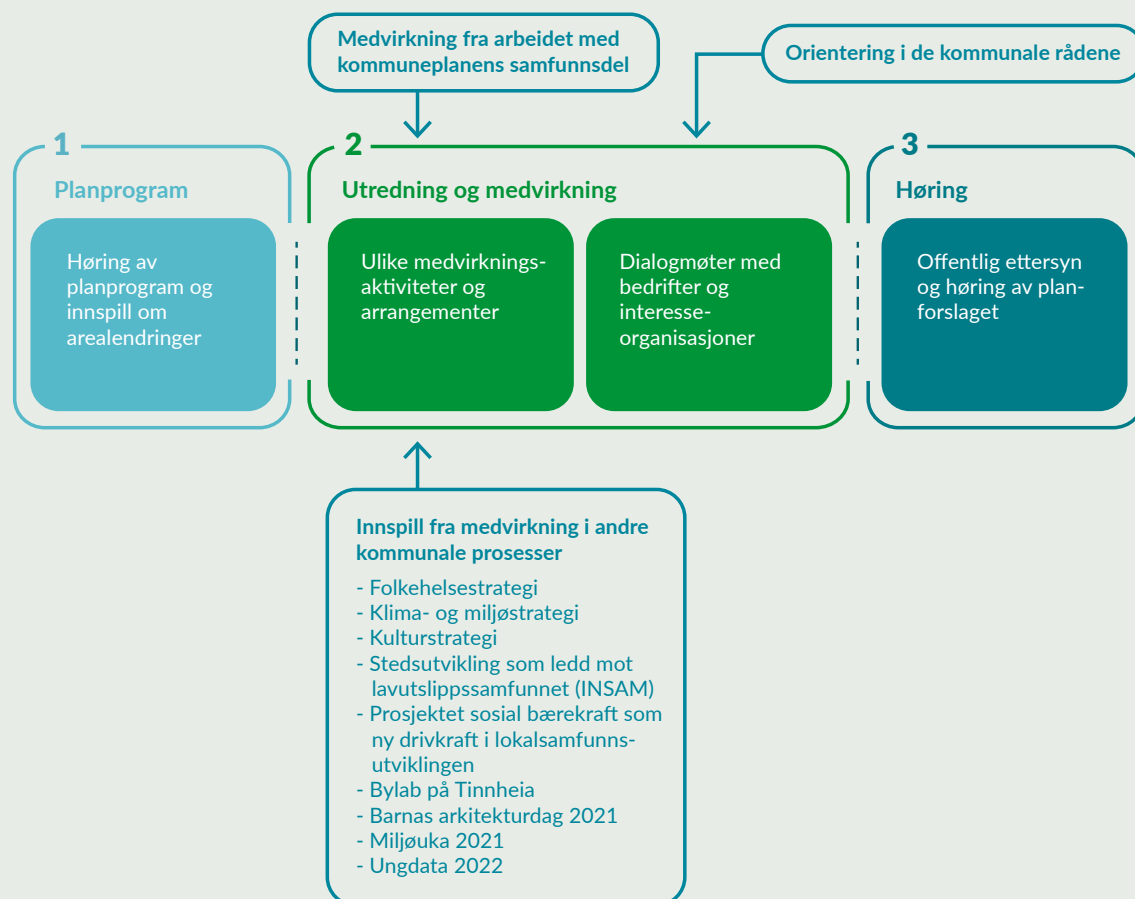 Medvirkning fra arbeidet med
kommuneplanens samfunnsdel
Orientering i de kommunale rådene
1
Planprogram
Høring av
planprogram og
innspill om
arealendringer
2
Utredning og medvirkning
Ulike medvirknings-
aktiviteter og
arrangementer
Dialogmøter med
bedrifter og
interesse-
organisasjoner
3
Høring
Offentlig ettersyn
og høring av plan-
forslaget
Innspill fra medvirkning i andre
kommunale prosesser
- Folkehelsestrategi
- Klima- og miljøstrategi
- Kulturstrategi
- Stedsutvikling som ledd mot
lavutslippssamfunnet (INSAM)
- Prosjektet sosial bærekraft som
ny drivkraft i lokalsamfunns-
utviklingen
- Bylab på Tinnheia
- Barnas arkitekturdag 2021
- Miljøuka 2021
- Ungdata 2022